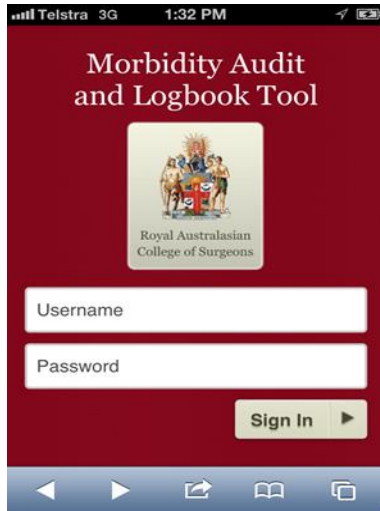 Telstra 3G 1:32 PM
Morbidity Audit
and Logbook Tool
Royal Australasian
College of Surgeons
Username
Password
Sign In